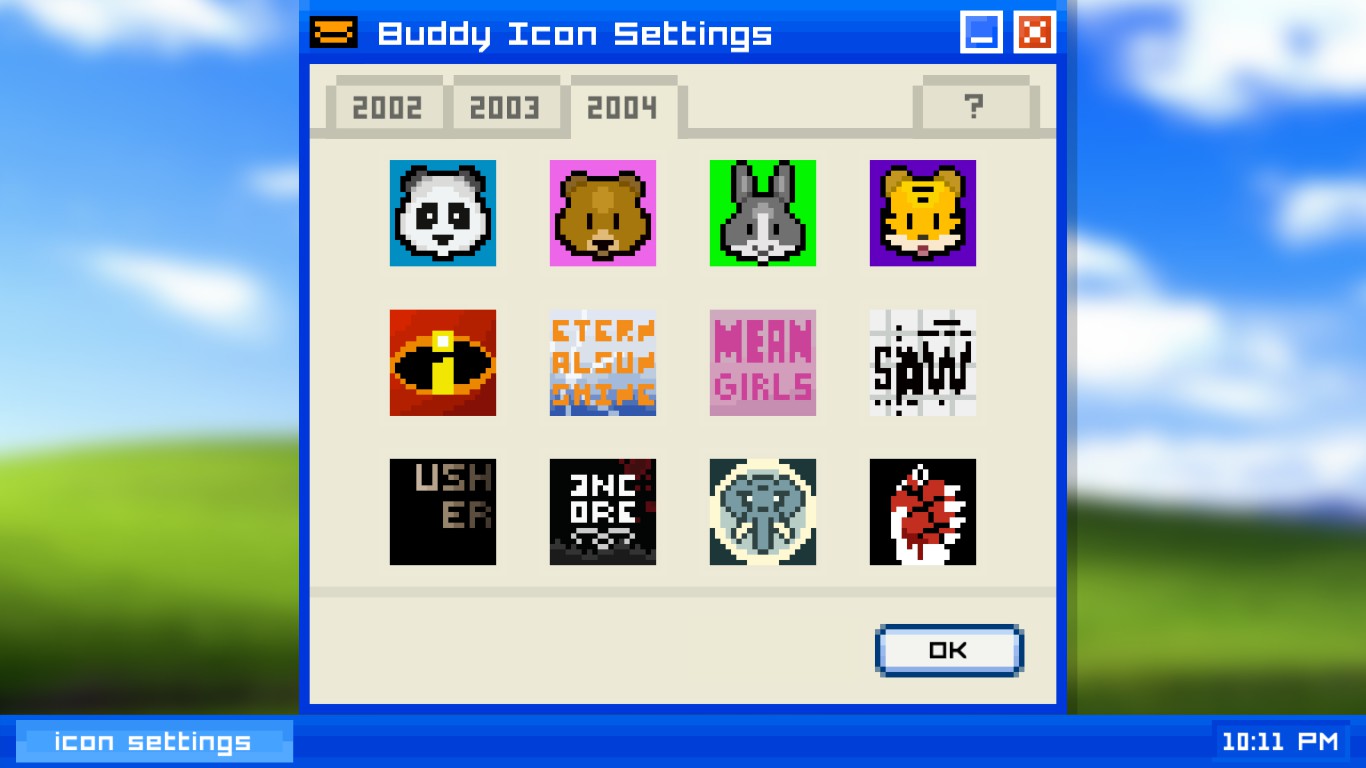 Buddy Icon Settings
2002 2003 2004 ?
ETERN
ALSUN
SHINE
MEAN
GIRLS
SAW
USH
ER
ENC
ORE
OK
icon settings
10:11 PM